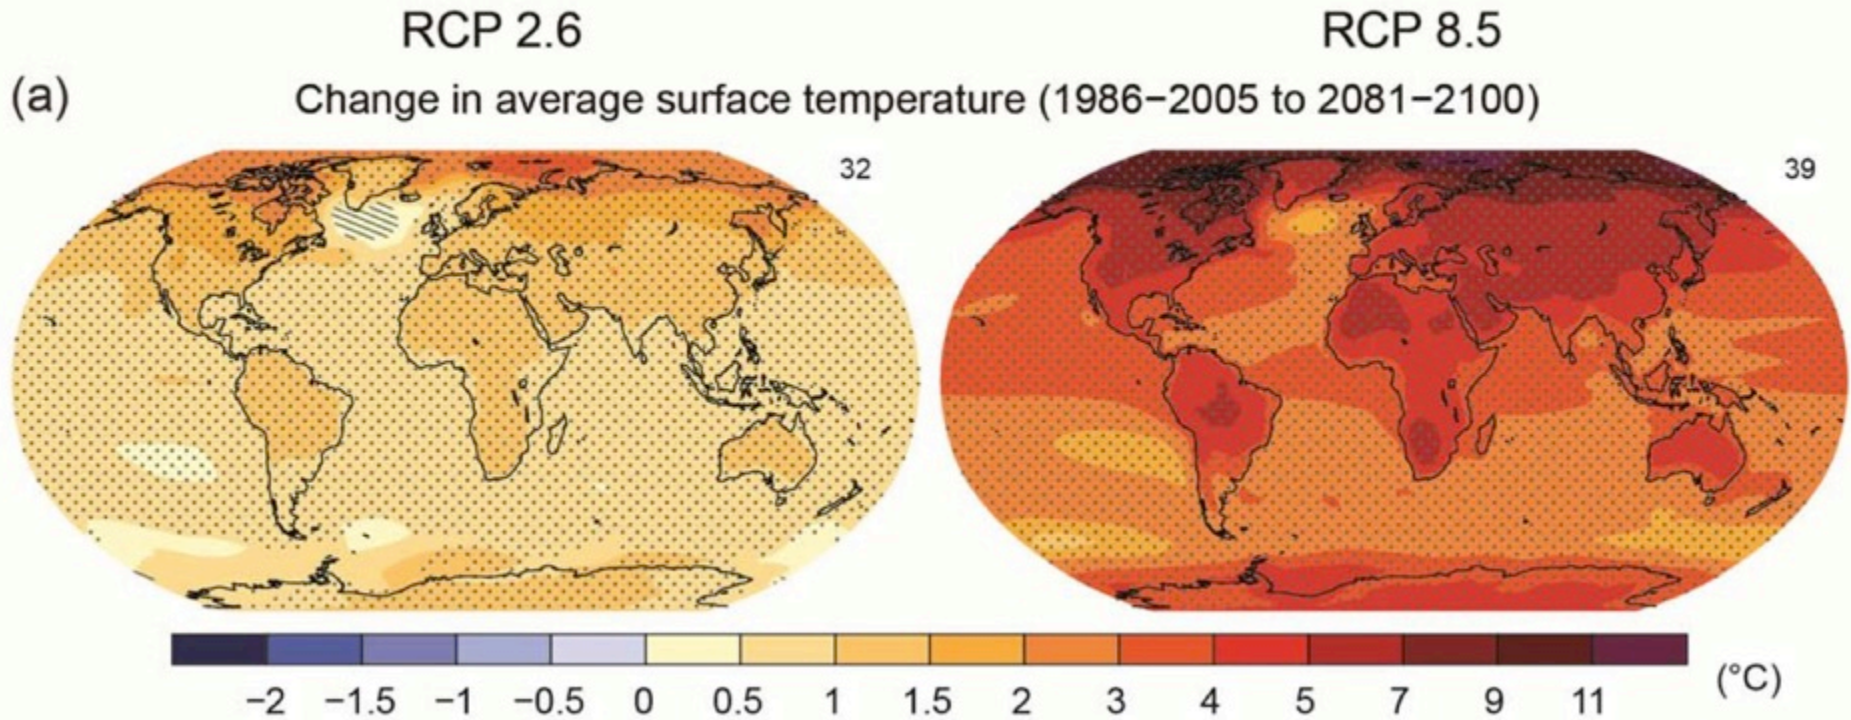 RCP 2.6 RCP 8.5
(a) Change in average surface temperature (1986−2005 to 2081−2100)
32 39
−2 −1.5 −1 −0.5 0 0.5 1 1.5 2 3 4 5 7 9 11 (°C)